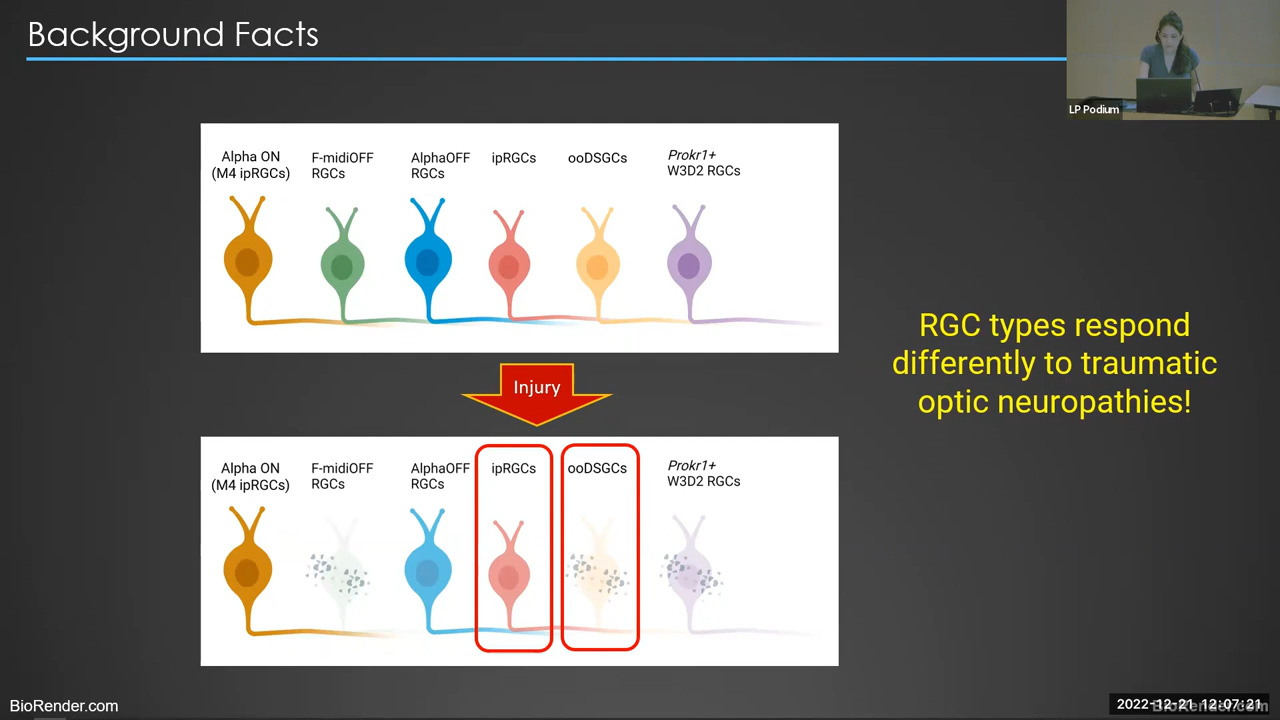 Background Facts
LP Podium
Alpha ON
(M4 ipRGCs)
F-midiOFF
RGCs
AlphaOFF
RGCs
ipRGCs
ooDSGCs
Prokr1+
W3D2 RGCs
Injury
RGC types respond
differently to traumatic
optic neuropathies!
Alpha ON
(M4 ipRGCs)
F-midiOFF
RGCs
AlphaOFF
RGCs
ipRGCs
ooDSGCs
Prokr1+
W3D2 RGCs
BioRender.com
BioRender.com
2022-12-21 12:07:21